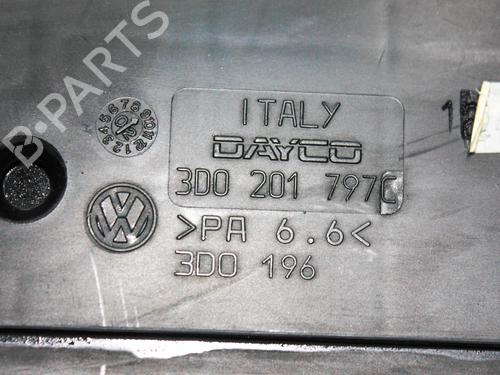 B-PARTS
ITALY
DAYCO
3D0 201 797C
>PA 6.6<
3D0 196